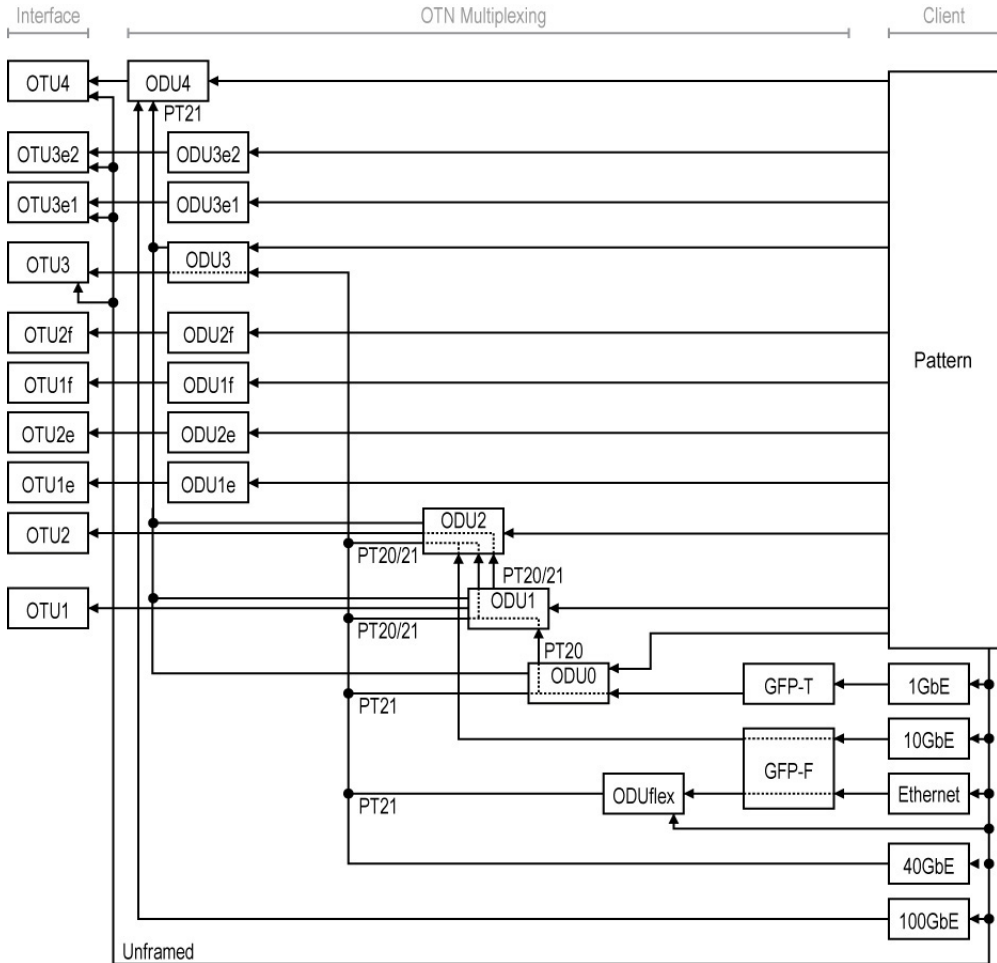 Interface OTN Multiplexing Client
OTU4 ODU4
PT21
OTU3e2 ODU3e2
OTU3e1 ODU3e1
OTU3 ODU3
OTU2f ODU2f
Pattern
OTU1f ODU1f
OTU2e ODU2e
OTU1e ODU1e
OTU2 ODU2
PT20/21
PT20/21
OTU1 ODU1
PT20/21
PT20
ODU0 GFP-T 1GbE
PT21
10GbE
GFP-F
ODUflex Ethernet
PT21
40GbE
100GbE
Unframed